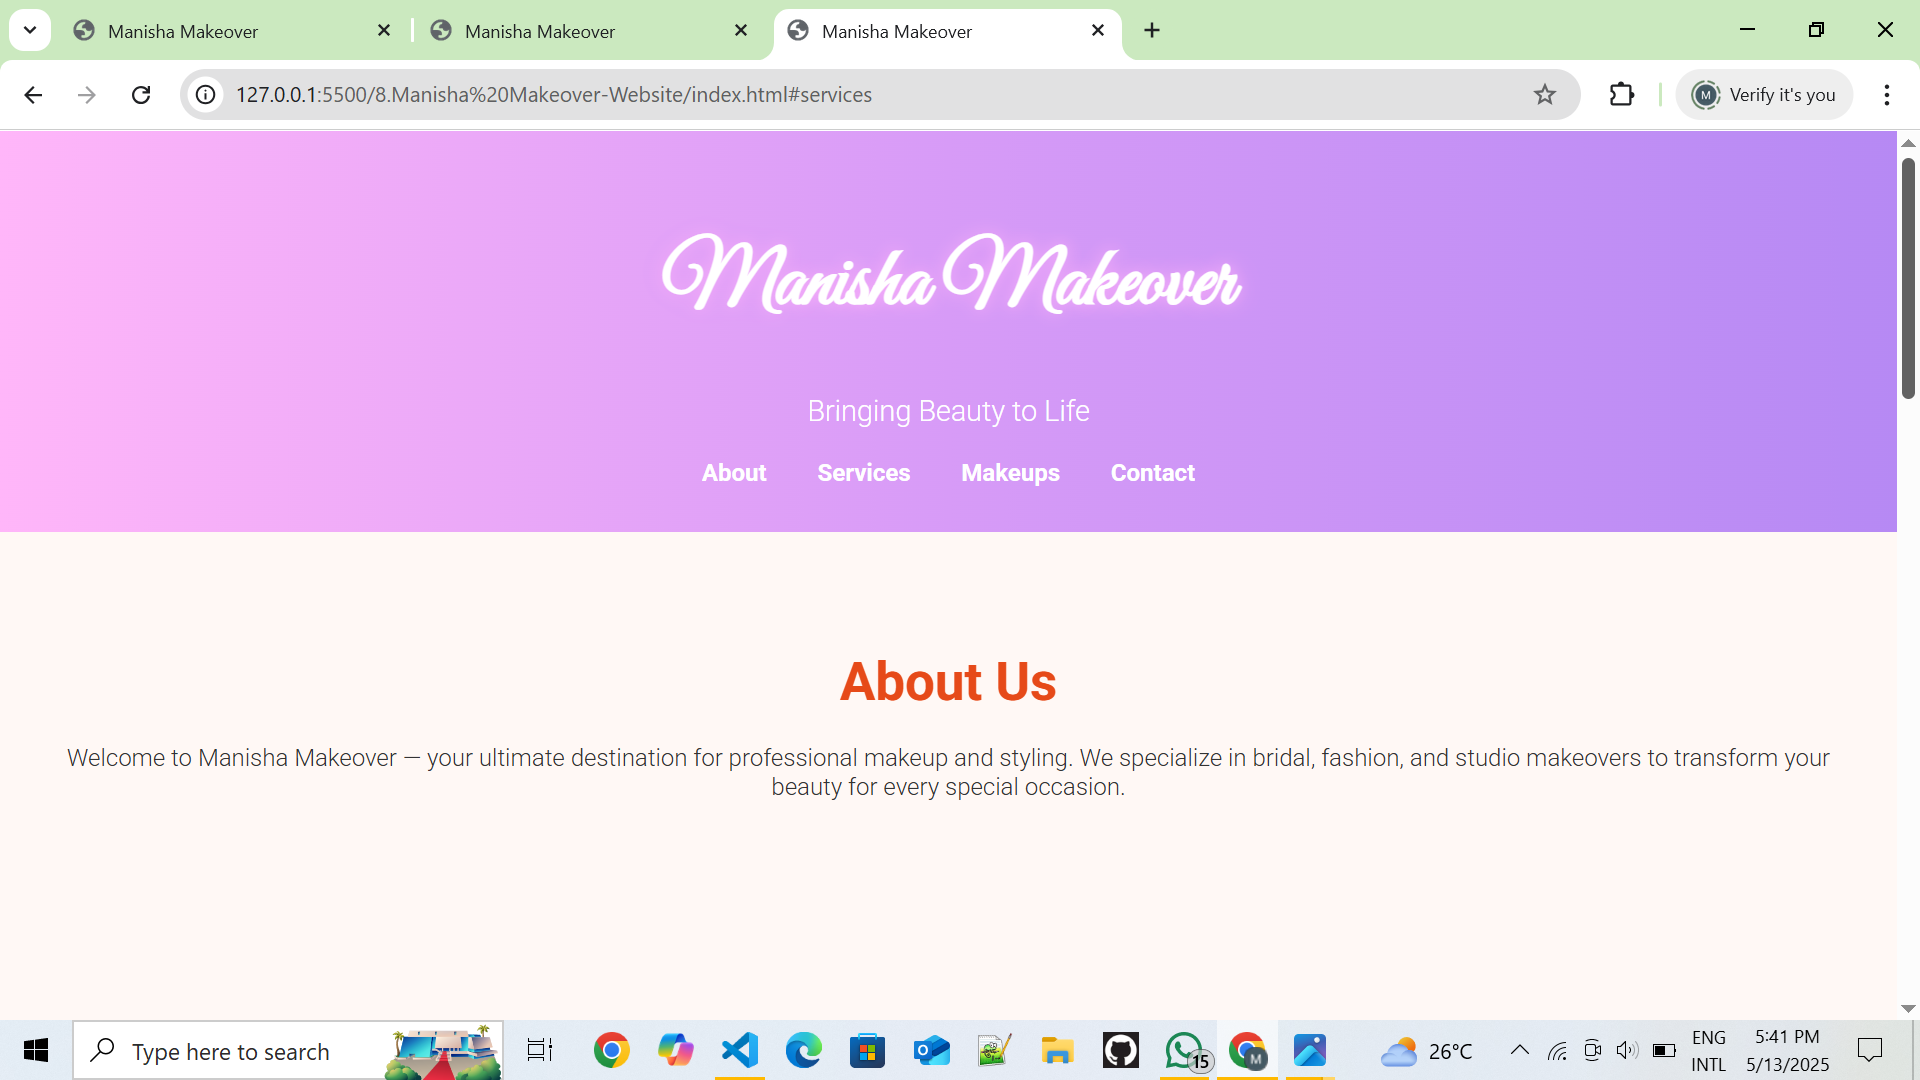 Manisha Makeover
Manisha Makeover
Manisha Makeover
127.0.0.1:5500/8.Manisha%20Makeover-Website/index.html#services
M
Verify it's you
Manisha Makeover
Bringing Beauty to Life
About Services Makeups Contact
About Us
Welcome to Manisha Makeover — your ultimate destination for professional makeup and styling. We specialize in bridal, fashion, and studio makeovers to transform your
beauty for every special occasion.
Type here to search
15
M
26°C
ENG
INTL
5:41 PM
5/13/2025